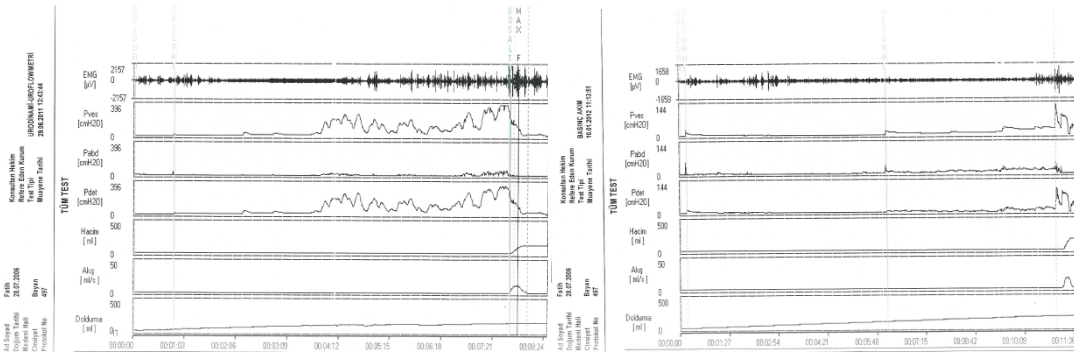 URODİNAMİ-UROFLOWMETRİ
29.06.2011 13:42:44
Konsultan Hekim
Refere Eden Kurum
Test Tipi
Muayene Tarihi
Fatih
28.07.2006
Bayan
497
Ad Soyad
Doğum Tarihi
Medeni Hali
Cinsiyet
Protokol No
TÜM TEST
MAX F
EMG
[µV]
2157
0
-2157
Pves
[cmH2O]
396
0
Pabd
[cmH2O]
396
0
Pdet
[cmH2O]
396
0
Hacim
[ml]
500
0
Akış
[ml/s]
50
0
Doldurma
[ml]
500
0
00:00:00 00:01:03 00:02:06 00:03:09 00:04:12 00:05:15 00:06:18 00:07:21 00:08:24
BASINÇ AKIM
10.01.2012 11:13:51
Konsultan Hekim
Refere Eden Kurum
Test Tipi
Muayene Tarihi
Fatih
28.07.2006
Bayan
497
Ad Soyad
Doğum Tarihi
Medeni Hali
Cinsiyet
Protokol No
TÜM TEST
EMG
[µV]
1658
0
-1658
Pves
[cmH2O]
144
0
Pabd
[cmH2O]
144
0
Pdet
[cmH2O]
144
0
Hacim
[ml]
500
0
Akış
[ml/s]
50
0
Doldurma
[ml]
500
0
00:00:00 00:01:27 00:02:54 00:04:21 00:05:48 00:07:15 00:08:42 00:10:09 00:11:36